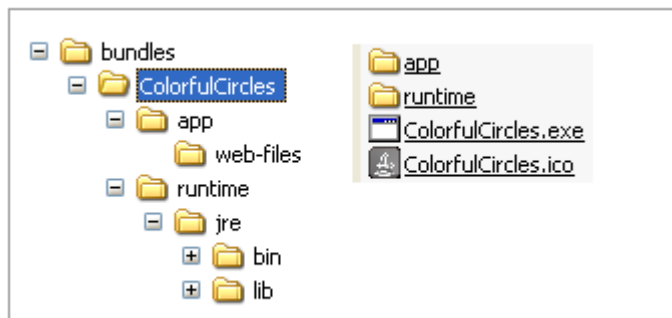 bundles
ColorfulCircles
app
web-files
runtime
jre
bin
lib
app
runtime
ColorfulCircles.exe
ColorfulCircles.ico